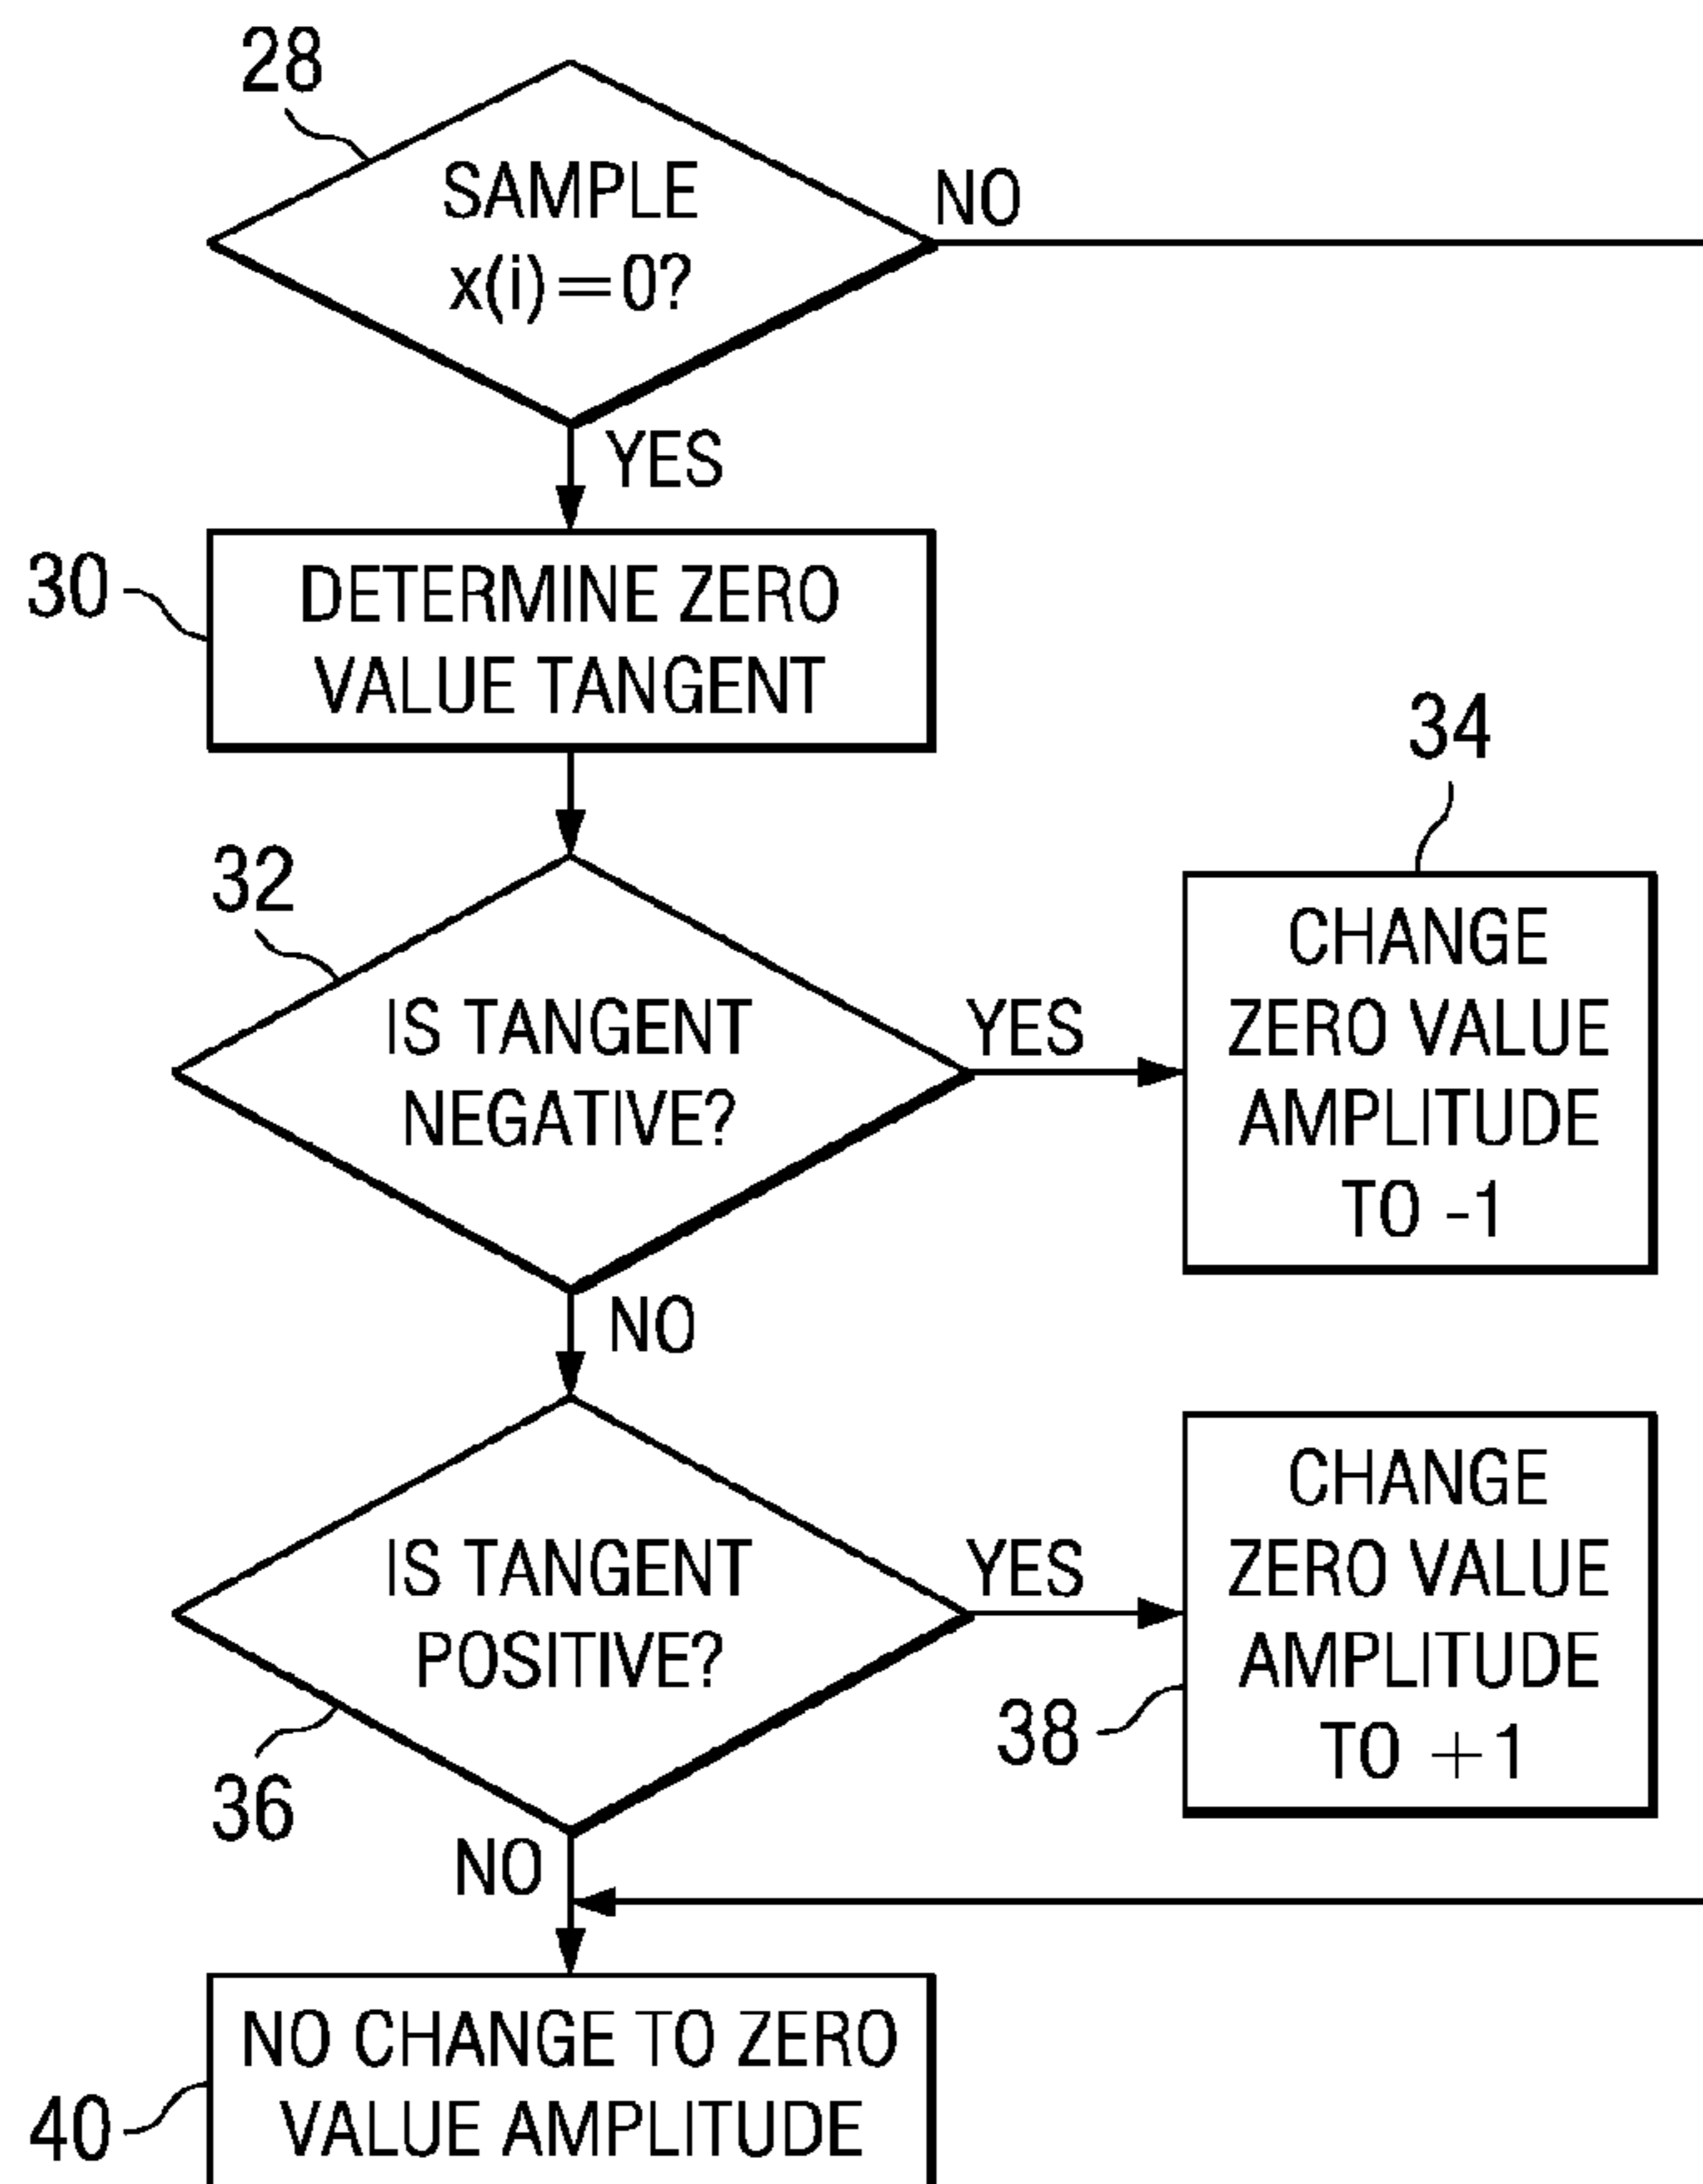 28
SAMPLE
x(i)=0?
NO
YES
30
DETERMINE ZERO
VALUE TANGENT
34
32
IS TANGENT
NEGATIVE?
YES
CHANGE
ZERO VALUE
AMPLITUDE
TO -1
NO
IS TANGENT
POSITIVE?
YES
36
CHANGE
ZERO VALUE
AMPLITUDE
TO +1
38
NO
NO CHANGE TO ZERO
VALUE AMPLITUDE
40